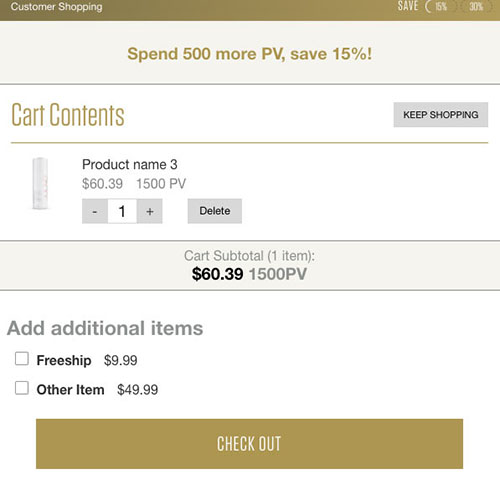 Customer Shopping SAVE 15% 30%
Spend 500 more PV, save 15%!
Cart Contents KEEP SHOPPING
Product name 3
$60.39 1500 PV
- 1 + Delete
Cart Subtotal (1 item):
$60.39 1500PV
Add additional items
Freeship $9.99
Other Item $49.99
CHECK OUT